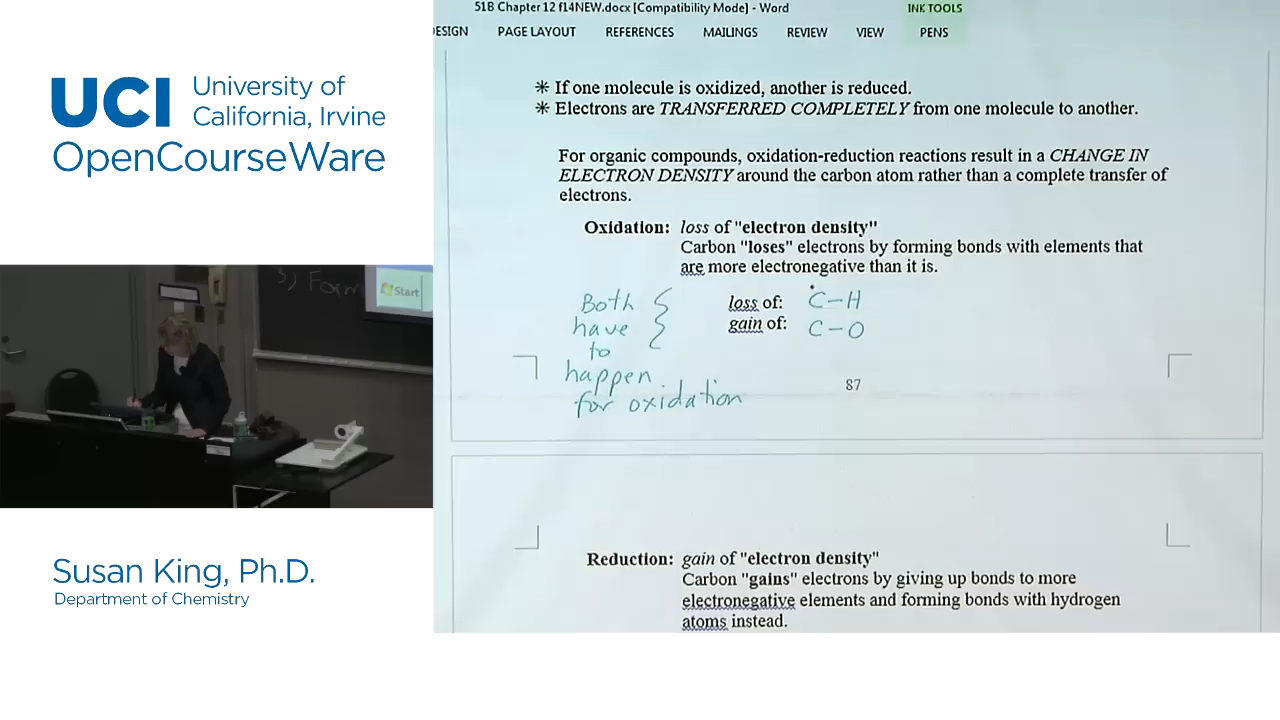 51B Chapter 12 f14NEW.docx [Compatibility Mode] - Word
INK TOOLS
DESIGN PAGE LAYOUT REFERENCES MAILINGS REVIEW VIEW PENS
UCI University of
California, Irvine
OpenCourseWare
✳ If one molecule is oxidized, another is reduced.
✳ Electrons are TRANSFERRED COMPLETELY from one molecule to another.
For organic compounds, oxidation-reduction reactions result in a CHANGE IN
ELECTRON DENSITY around the carbon atom rather than a complete transfer of
electrons.
Oxidation: loss of "electron density"
Carbon "loses" electrons by forming bonds with elements that
are more electronegative than it is.
Both
have
to
happen
for oxidation
loss of: C-H
gain of: C-O
87
Reduction: gain of "electron density"
Carbon "gains" electrons by giving up bonds to more
electronegative elements and forming bonds with hydrogen
atoms instead.
3) Form
Start
Susan King, Ph.D.
Department of Chemistry